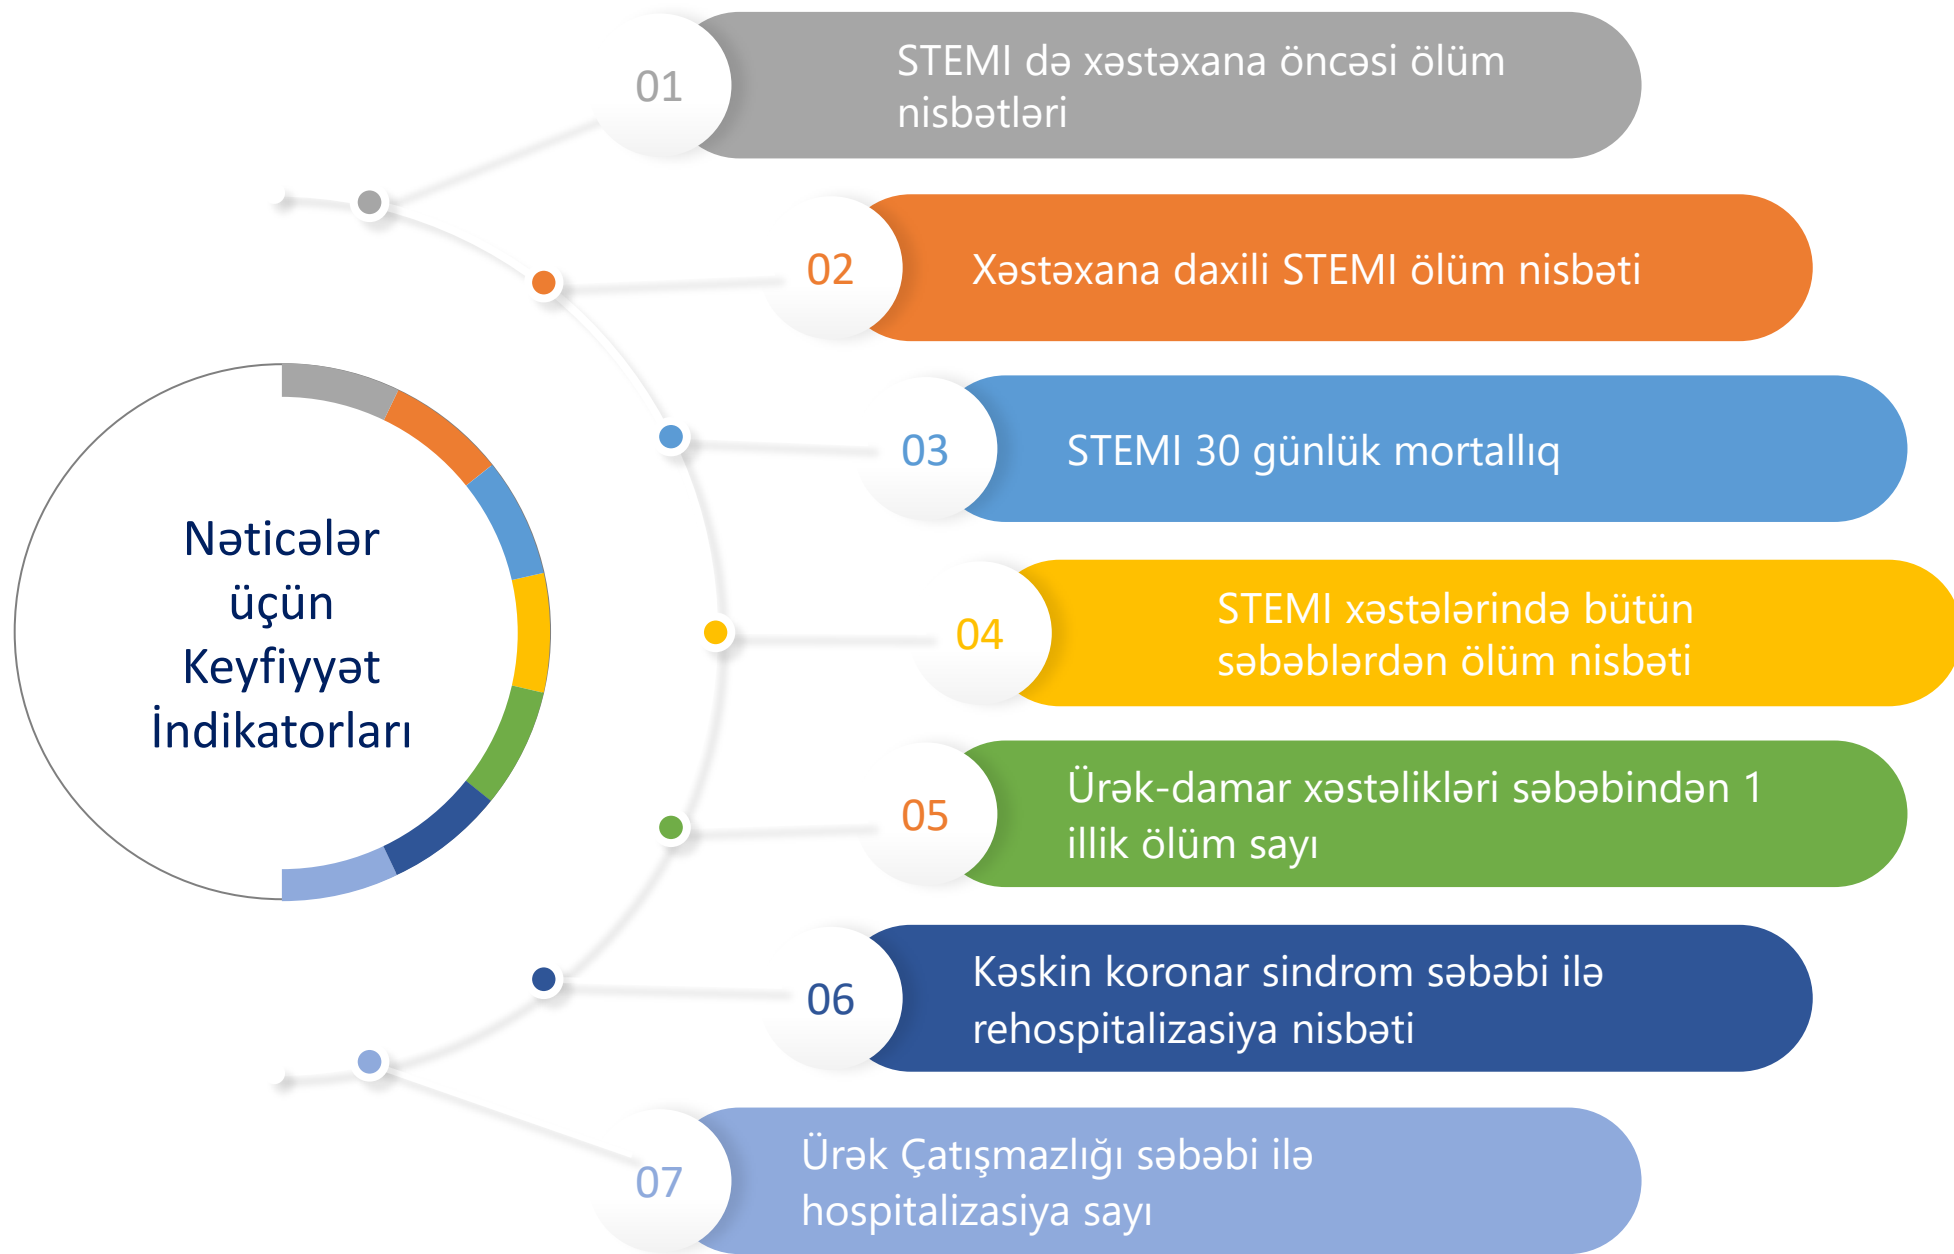 Nəticələr
üçün
Keyfiyyət
İndikatorları
01
STEMI də xəstəxana öncəsi ölüm
nisbətləri
02
Xəstəxana daxili STEMI ölüm nisbəti
03
STEMI 30 günlük mortallıq
04
STEMI xəstələrində bütün
səbəblərdən ölüm nisbəti
05
Ürək-damar xəstəlikləri səbəbindən 1
illik ölüm sayı
06
Kəskin koronar sindrom səbəbi ilə
rehospitalizasiya nisbəti
07
Ürək Çatışmazlığı səbəbi ilə
hospitalizasiya sayı